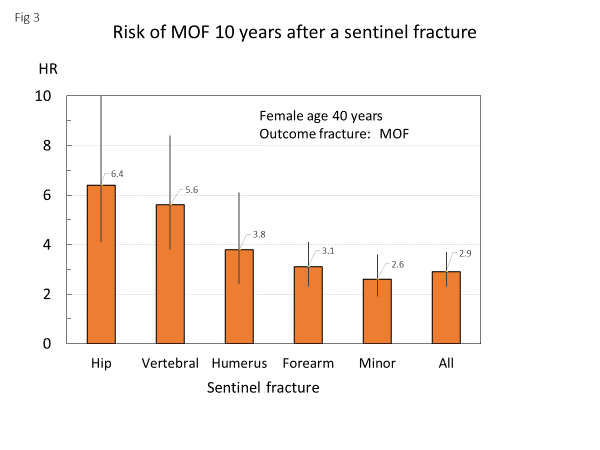 Fig 3
Risk of MOF 10 years after a sentinel fracture
HR
10
8
6
4
2
0
Female age 40 years
Outcome fracture: MOF
6.4
5.6
3.8
3.1
2.6
2.9
Hip Vertebral Humerus Forearm Minor All
Sentinel fracture